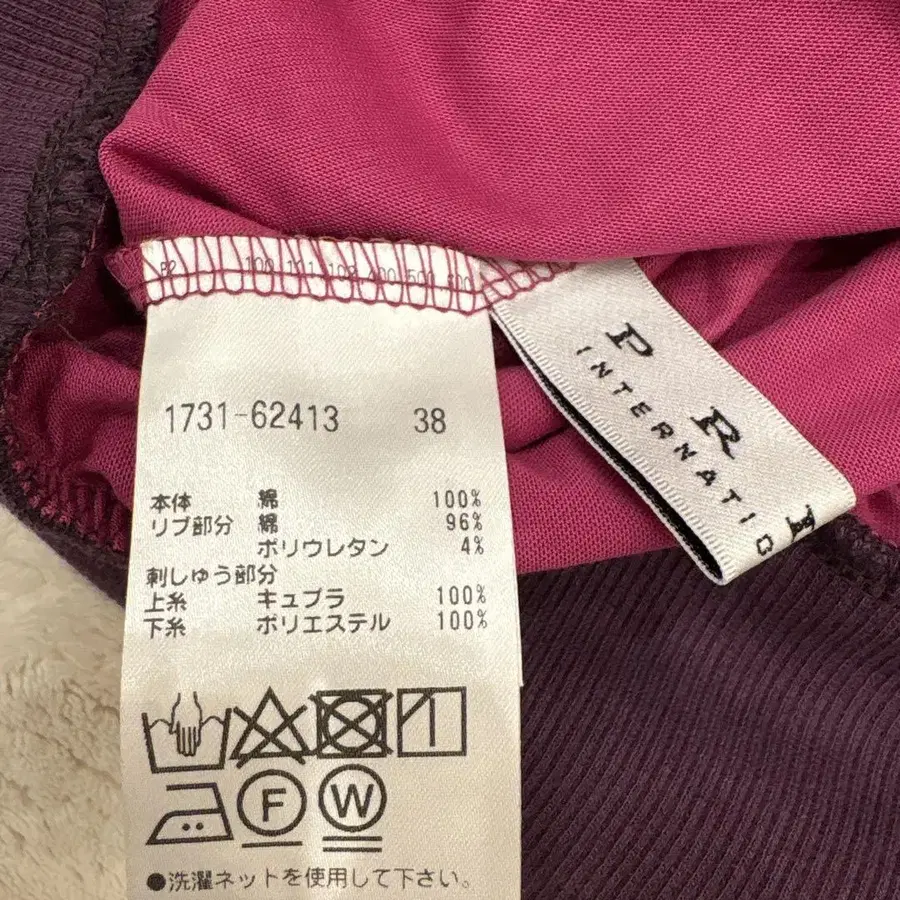 1731-62413 38
本体 綿 100%
リブ部分 綿 96%
ポリウレタン 4%
刺しゅう部分
上糸 キュプラ 100%
下糸 ポリエステル 100%
F W
●洗濯ネットを使用して下さい。
P R I
INTERNATIO